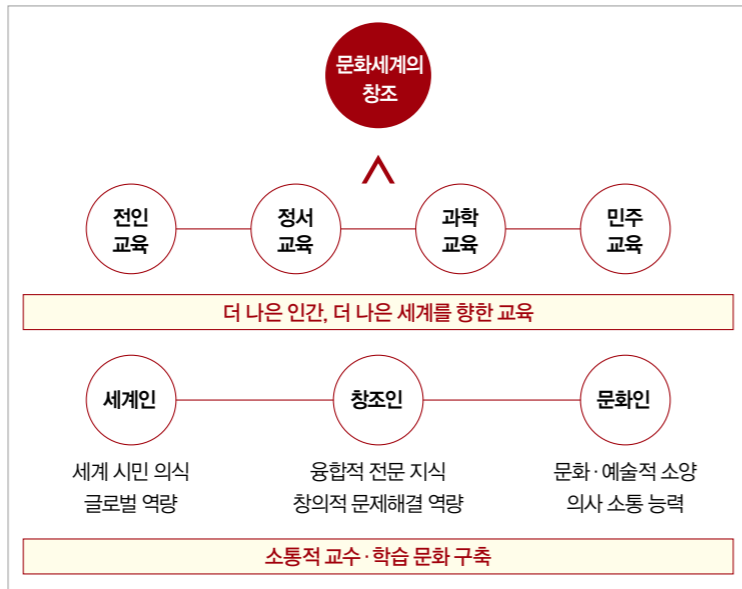 문화세계의
창조
전인
교육
정서
교육
과학
교육
민주
교육
더 나은 인간, 더 나은 세계를 향한 교육
세계인
창조인
문화인
세계 시민 의식
글로벌 역량
융합적 전문 지식
창의적 문제해결 역량
문화 · 예술적 소양
의사 소통 능력
소통적 교수 · 학습 문화 구축